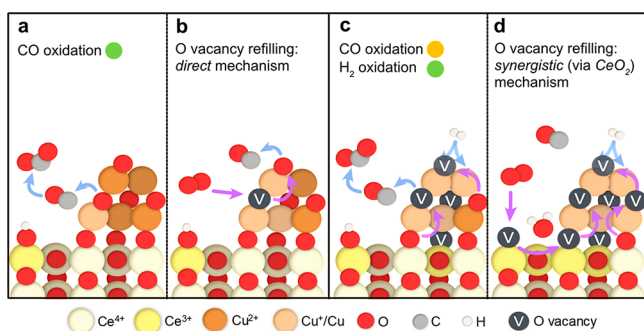 a
CO oxidation
b
O vacancy refilling:
direct mechanism
V
c
CO oxidation
H₂ oxidation
V
V
V
V
V
d
O vacancy refilling:
synergistic (via CeO₂)
mechanism
V
V
V
V
V
V
V
Ce⁴⁺ Ce³⁺ Cu²⁺ Cu⁺/Cu O C H V O vacancy